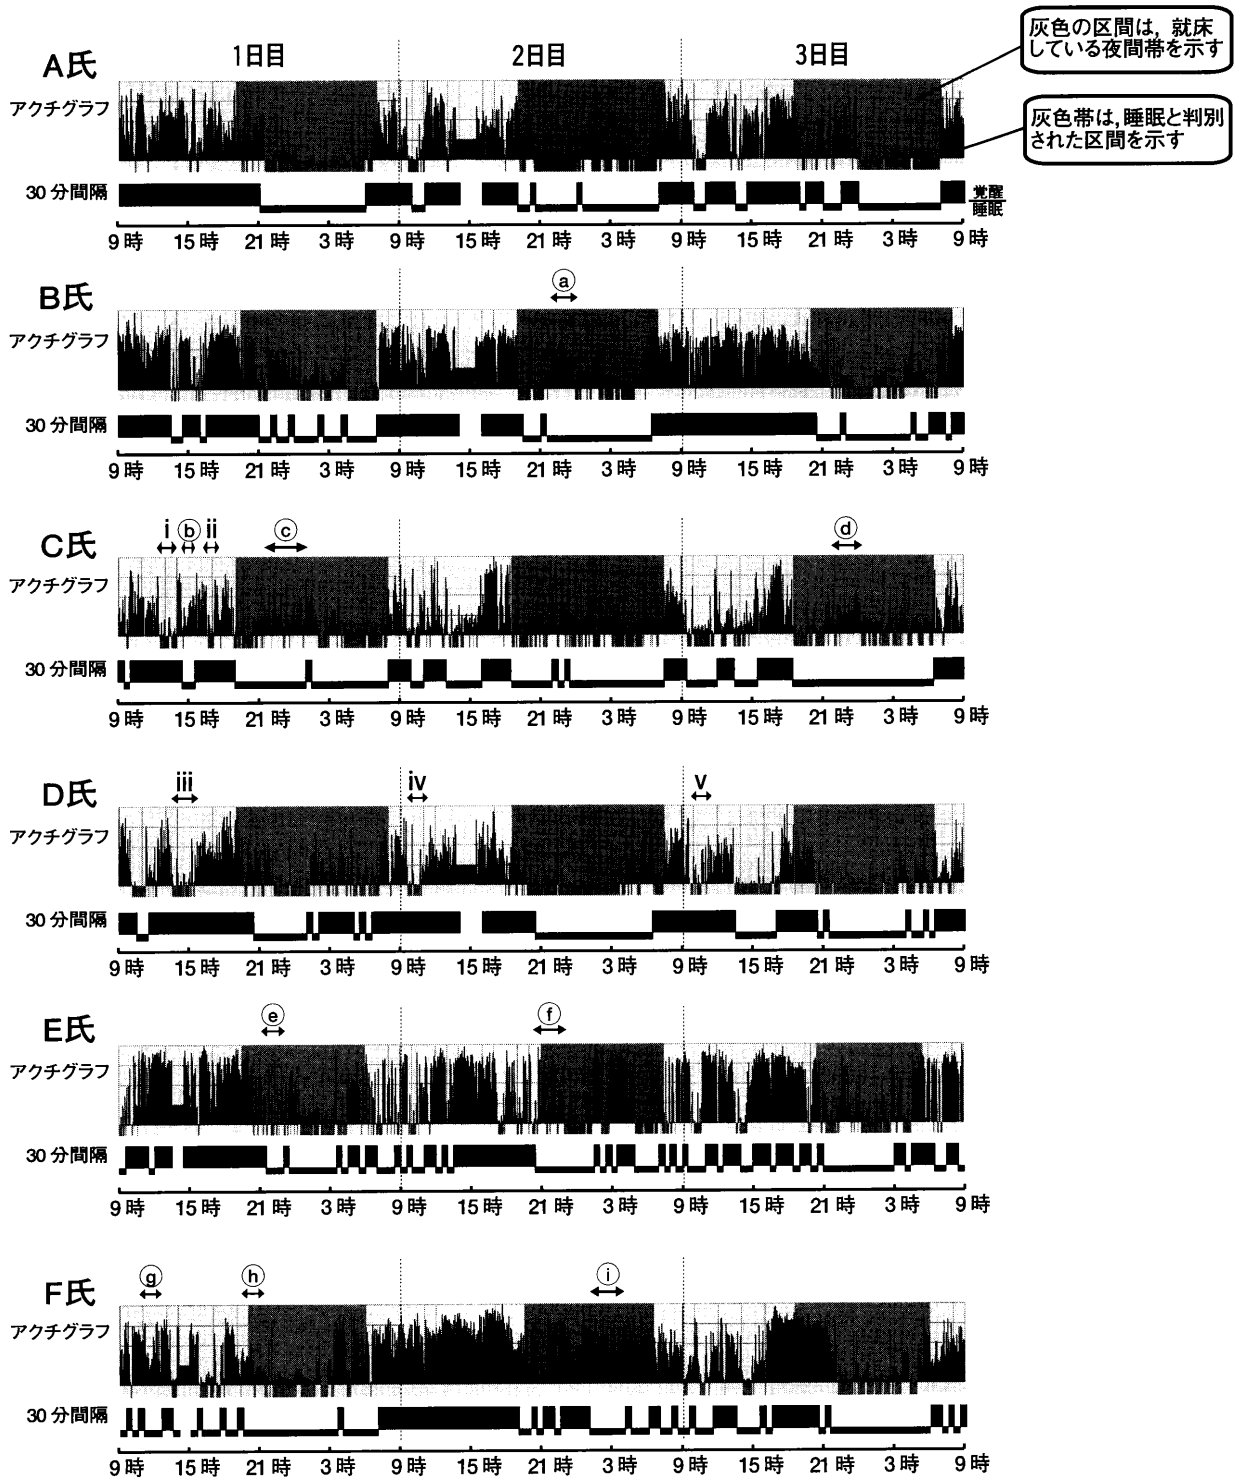 灰色の区間は，就床
している夜間帯を示す
A氏
1日目 2日目 3日目
アクチグラフ
灰色帯は，睡眠と判別
された区間を示す
30分間隔
覚醒
睡眠
9時 15時 21時 3時 9時 15時 21時 3時 9時 15時 21時 3時 9時
B氏
ⓐ
アクチグラフ
30分間隔
9時 15時 21時 3時 9時 15時 21時 3時 9時 15時 21時 3時 9時
C氏
i ⓑ ii ⓒ ⓓ
アクチグラフ
30分間隔
9時 15時 21時 3時 9時 15時 21時 3時 9時 15時 21時 3時 9時
D氏
iii iv v
アクチグラフ
30分間隔
9時 15時 21時 3時 9時 15時 21時 3時 9時 15時 21時 3時 9時
E氏
ⓔ ⓕ
アクチグラフ
30分間隔
9時 15時 21時 3時 9時 15時 21時 3時 9時 15時 21時 3時 9時
F氏
ⓖ ⓗ ⓘ
アクチグラフ
30分間隔
9時 15時 21時 3時 9時 15時 21時 3時 9時 15時 21時 3時 9時